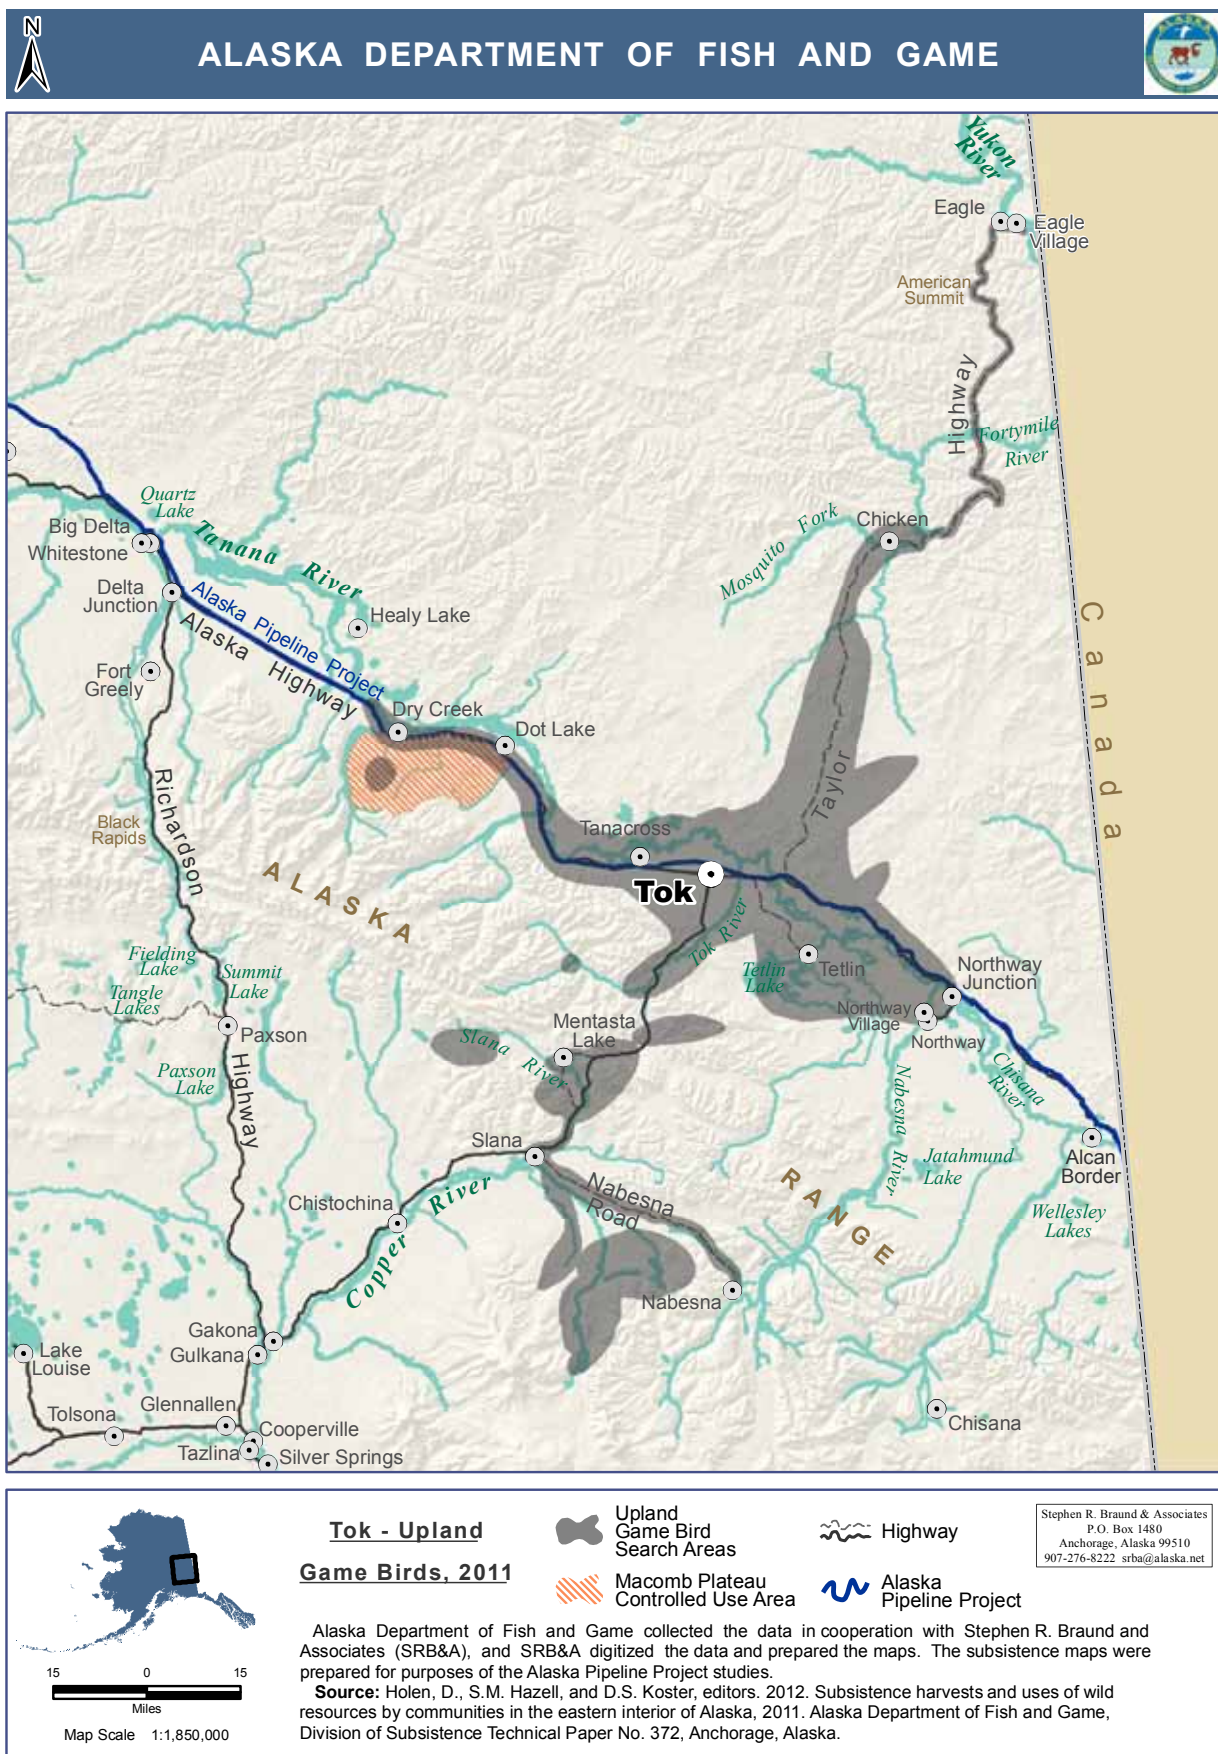 N
ALASKA DEPARTMENT OF FISH AND GAME
ALASKA
Yukon
River
Eagle
Eagle
Village
American
Summit
Highway
Fortymile
River
Quartz
Lake
Big Delta
Whitestone
Tanana River
Mosquito Fork
Chicken
Delta
Junction
Alaska Pipeline Project
Alaska Highway
Healy Lake
Canada
Fort
Greely
Dry Creek
Dot Lake
Taylor
Richardson
Black
Rapids
Tanacross
Tok
ALASKA
Tok River
Fielding
Lake
Summit
Lake
Tangle
Lakes
Tetlin
Lake
Tetlin
Northway
Junction
Northway
Village
Northway
Mentasta
Lake
Slana
River
Paxson
Paxson
Lake
Highway
Chisana
River
Nabesna River
Slana
Alcan
Border
Jatahmund
Lake
RANGE
Nabesna
Road
Chistochina
Copper River
Wellesley
Lakes
Nabesna
Gakona
Gulkana
Lake
Louise
Glennallen
Tolsona
Cooperville
Tazlina
Silver Springs
Chisana
Tok - Upland
Game Birds, 2011
Upland
Game Bird
Search Areas
Macomb Plateau
Controlled Use Area
Highway
Alaska
Pipeline Project
Stephen R. Braund & Associates
P.O. Box 1480
Anchorage, Alaska 99510
907-276-8222 srba@alaska.net
15 0 15
Miles
Map Scale 1:1,850,000
Alaska Department of Fish and Game collected the data in cooperation with Stephen R. Braund and
Associates (SRB&A), and SRB&A digitized the data and prepared the maps. The subsistence maps were
prepared for purposes of the Alaska Pipeline Project studies.
Source: Holen, D., S.M. Hazell, and D.S. Koster, editors. 2012. Subsistence harvests and uses of wild
resources by communities in the eastern interior of Alaska, 2011. Alaska Department of Fish and Game,
Division of Subsistence Technical Paper No. 372, Anchorage, Alaska.